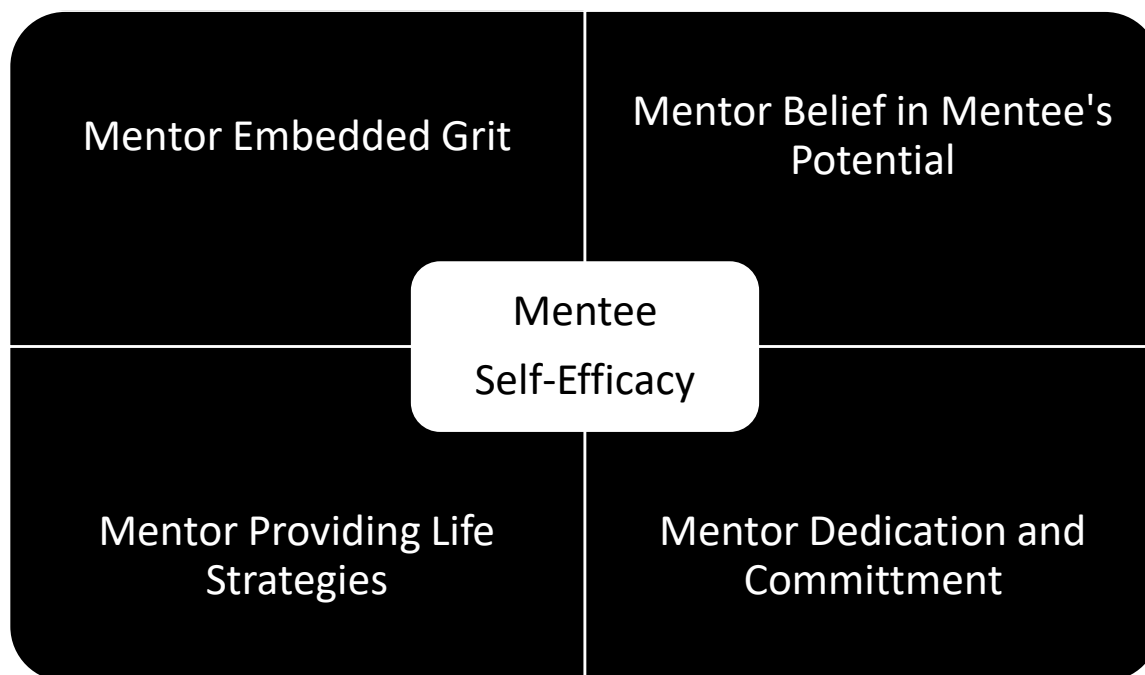 Mentor Embedded Grit
Mentor Belief in Mentee's
Potential
Mentee
Self-Efficacy
Mentor Providing Life
Strategies
Mentor Dedication and
Committment